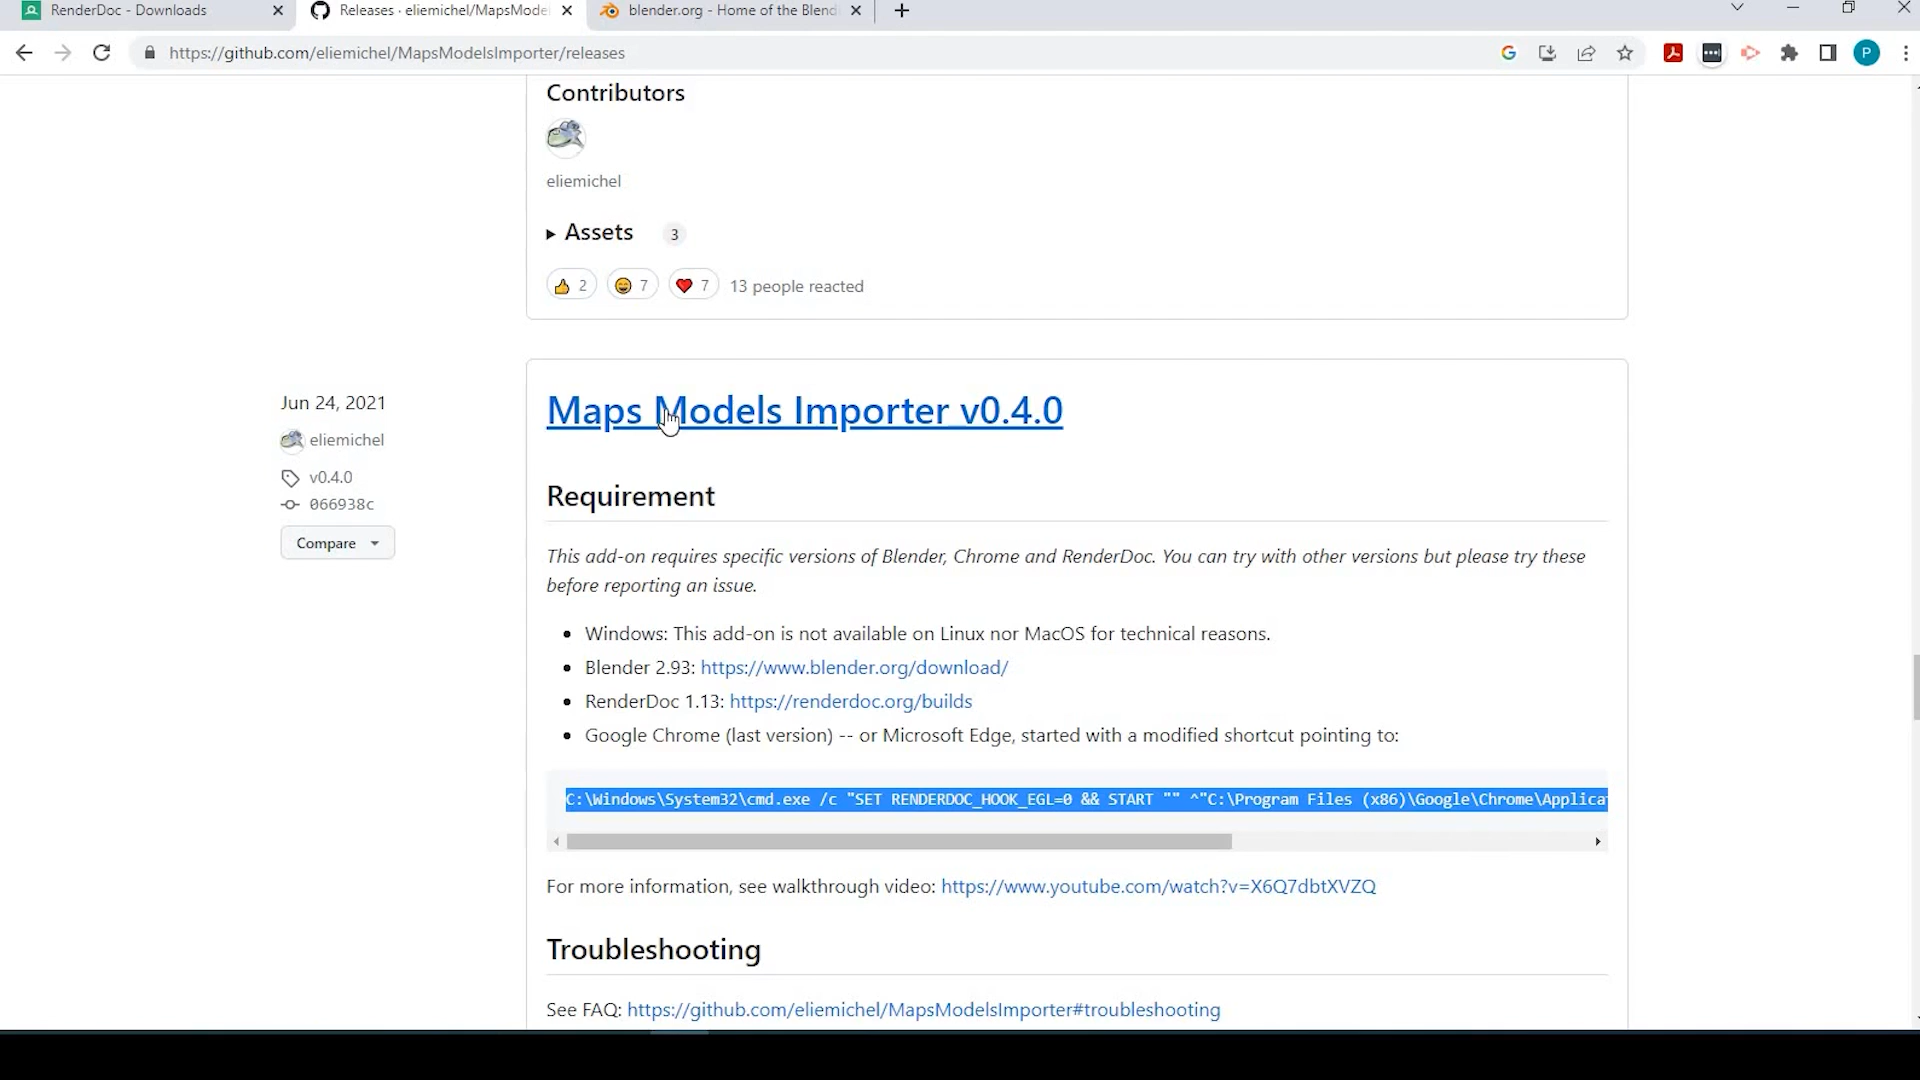 RenderDoc - Downloads
Releases · eliemichel/MapsModel
blender.org - Home of the Blend
https://github.com/eliemichel/MapsModelsImporter/releases
P
Contributors
eliemichel
Assets 3
2 7 7 13 people reacted
Jun 24, 2021
eliemichel
v0.4.0
066938c
Compare
Maps Models Importer v0.4.0
Requirement
This add-on requires specific versions of Blender, Chrome and RenderDoc. You can try with other versions but please try these
before reporting an issue.
Windows: This add-on is not available on Linux nor MacOS for technical reasons.
Blender 2.93: https://www.blender.org/download/
RenderDoc 1.13: https://renderdoc.org/builds
Google Chrome (last version) -- or Microsoft Edge, started with a modified shortcut pointing to:
C:\Windows\System32\cmd.exe /c "SET RENDERDOC_HOOK_EGL=0 && START "" ^"C:\Program Files (x86)\Google\Chrome\Applica
For more information, see walkthrough video: https://www.youtube.com/watch?v=X6Q7dbtXVZQ
Troubleshooting
See FAQ: https://github.com/eliemichel/MapsModelsImporter#troubleshooting